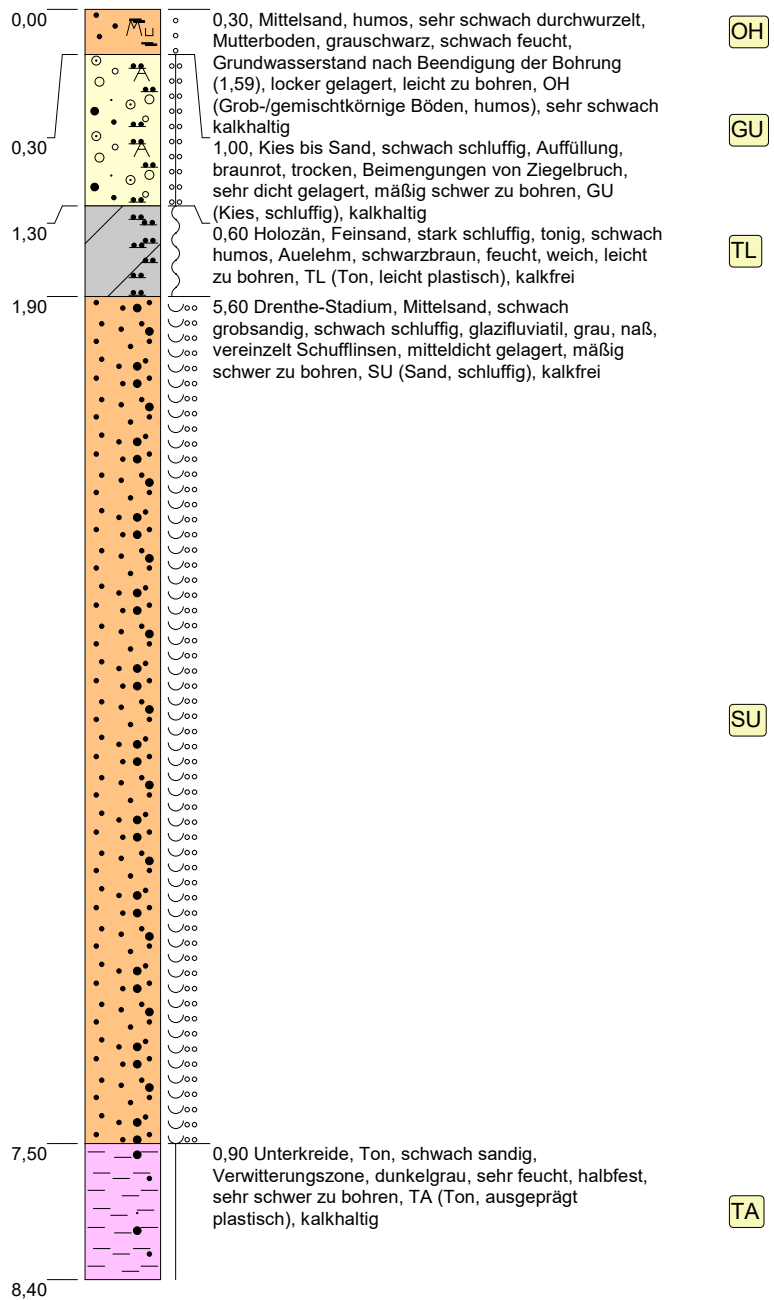 0,00
0,30, Mittelsand, humos, sehr schwach durchwurzelt,
Mutterboden, grauschwarz, schwach feucht,
Grundwasserstand nach Beendigung der Bohrung
(1,59), locker gelagert, leicht zu bohren, OH
(Grob-/gemischtkörnige Böden, humos), sehr schwach
kalkhaltig
OH
Mu
0,30
1,00, Kies bis Sand, schwach schluffig, Auffüllung,
braunrot, trocken, Beimengungen von Ziegelbruch,
sehr dicht gelagert, mäßig schwer zu bohren, GU
(Kies, schluffig), kalkhaltig
GU
A
A
1,30
0,60 Holozän, Feinsand, stark schluffig, tonig, schwach
humos, Auelehm, schwarzbraun, feucht, weich, leicht
zu bohren, TL (Ton, leicht plastisch), kalkfrei
TL
1,90
5,60 Drenthe-Stadium, Mittelsand, schwach
grobsandig, schwach schluffig, glazifluviatil, grau, naß,
vereinzelt Schufflinsen, mitteldicht gelagert, mäßig
schwer zu bohren, SU (Sand, schluffig), kalkfrei
SU
7,50
0,90 Unterkreide, Ton, schwach sandig,
Verwitterungszone, dunkelgrau, sehr feucht, halbfest,
sehr schwer zu bohren, TA (Ton, ausgeprägt
plastisch), kalkhaltig
TA
8,40